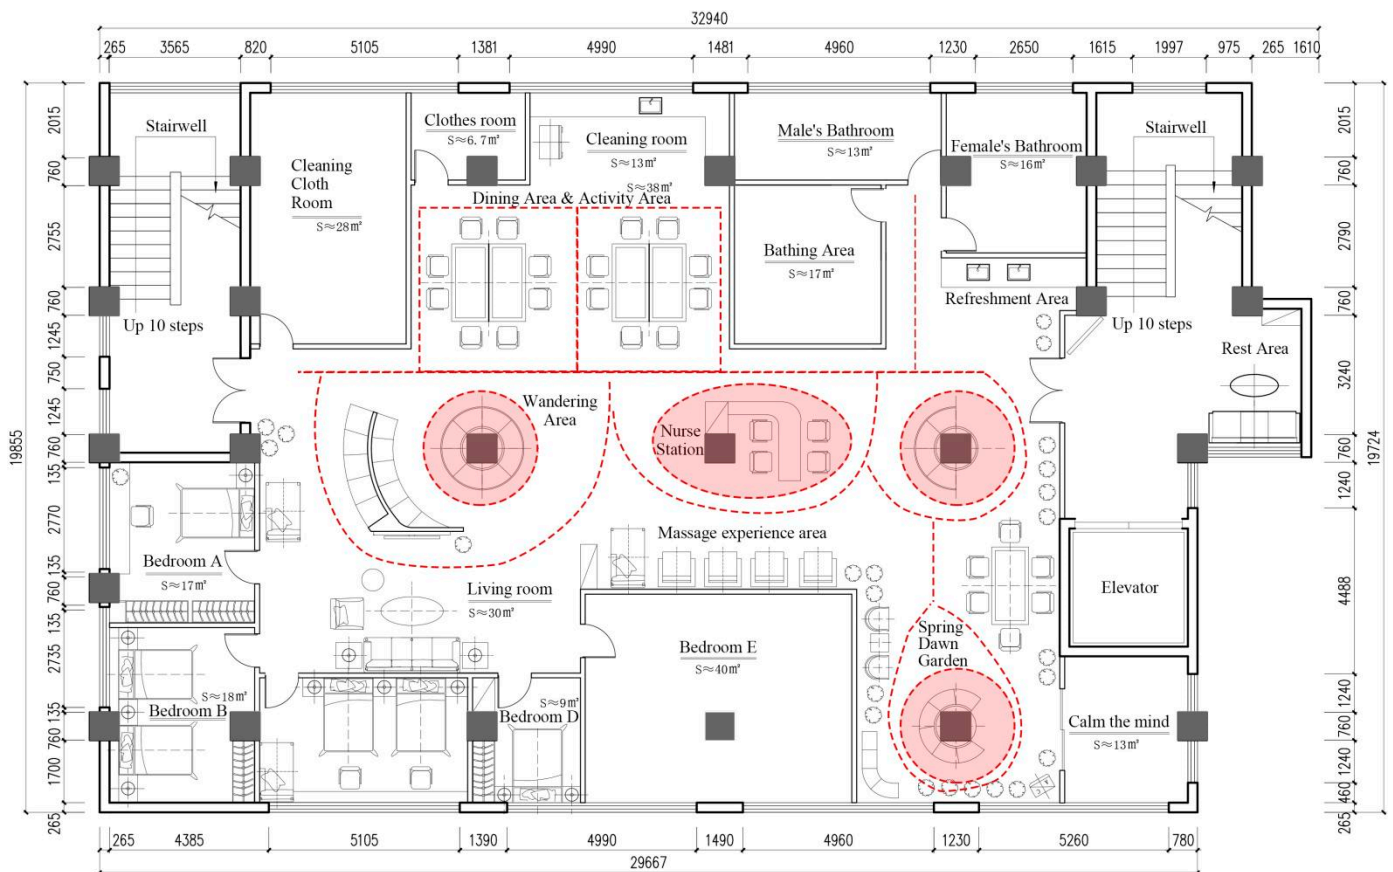 32940
265 3565 820 5105 1381 4990 1481 4960 1230 2650 1615 1997 975 265 1610
19855
2015
760
2755
760
1245
750
1245
760
135
2770
135
760
135
2735
135
760
1700
265
Stairwell
Up 10 steps
Cleaning
Cloth
Room
S≈28m²
Clothes room
S≈6.7m²
Cleaning room
S≈13m²
S≈38m²
Dining Area & Activity Area
Male's Bathroom
S≈13m²
Female's Bathroom
S≈16m²
Bathing Area
S≈17m²
Refreshment Area
Stairwell
Up 10 steps
Rest Area
Wandering
Area
Nurse
Station
Massage experience area
Bedroom A
S≈17m²
Living room
S≈30m²
Elevator
Spring
Dawn
Garden
Bedroom E
S≈40m²
S≈18m²
Bedroom B
S≈9m²
Bedroom D
Calm the mind
S≈13m²
2015
760
2790
760
3240
760
1240
4488
1240
760
1240
460
265
19724
265 4385 5105 1390 4990 1490 4960 1230 5260 780
29667